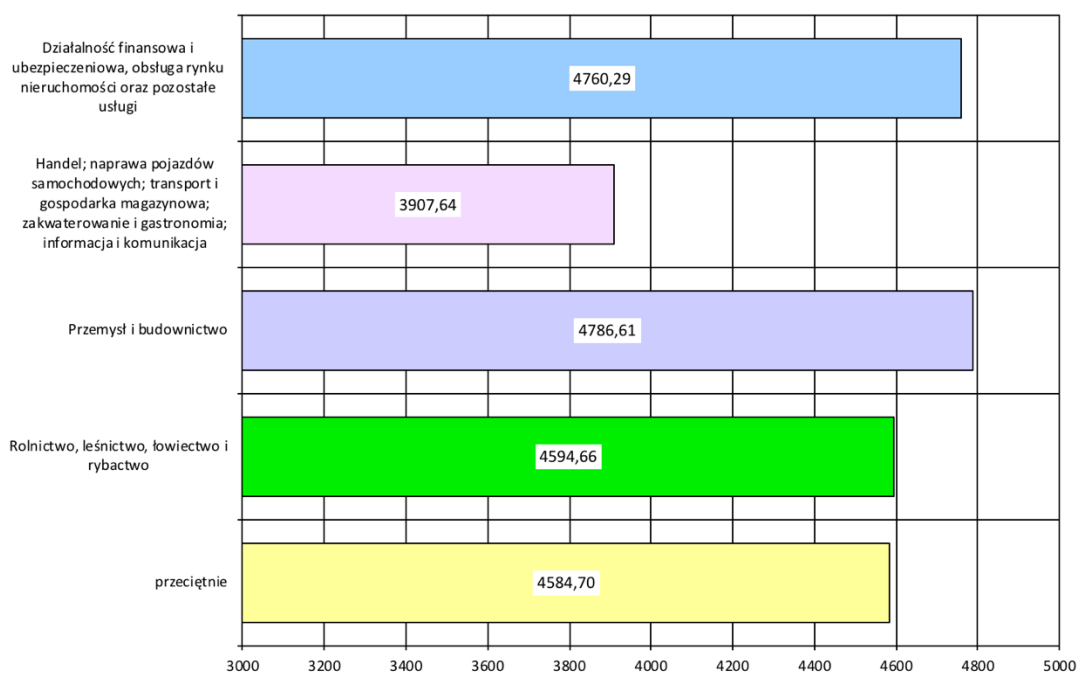 Działalność finansowa i
ubezpieczeniowa, obsługa rynku
nieruchomości oraz pozostałe
usługi
4760,29
Handel; naprawa pojazdów
samochodowych; transport i
gospodarka magazynowa;
zakwaterowanie i gastronomia;
informacja i komunikacja
3907,64
Przemysł i budownictwo
4786,61
Rolnictwo, leśnictwo, łowiectwo i
rybactwo
4594,66
przeciętnie
4584,70
3000 3200 3400 3600 3800 4000 4200 4400 4600 4800 5000